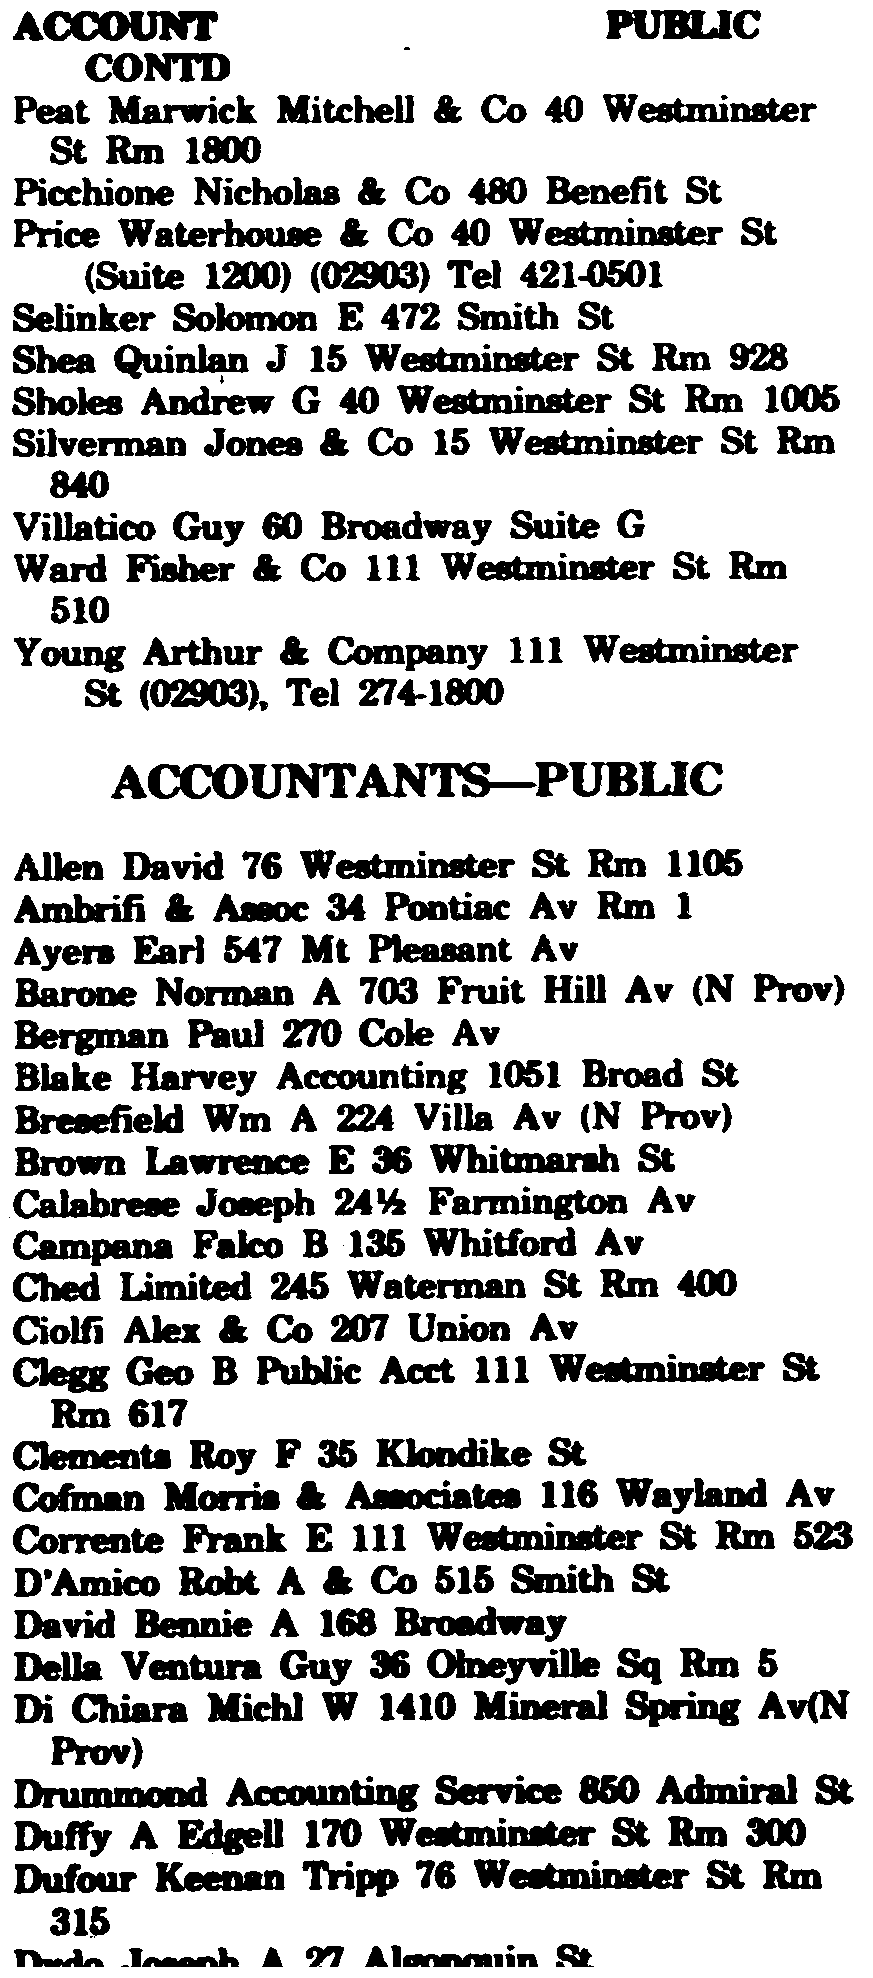 ACCOUNT PUBLIC
CONTD
Peat Marwick Mitchell & Co 40 Westminster
St Rm 1800
Picchione Nicholas & Co 480 Benefit St
Price Waterhouse & Co 40 Westminster St
(Suite 1200) (02903) Tel 421-0501
Selinker Solomon E 472 Smith St
Shea Quinlan J 15 Westminster St Rm 928
Sholes Andrew G 40 Westminster St Rm 1005
Silverman Jones & Co 15 Westminster St Rm
840
Villatico Guy 60 Broadway Suite G
Ward Fisher & Co 111 Westminster St Rm
510
Young Arthur & Company 111 Westminster
St (02903), Tel 274-1800
ACCOUNTANTS—PUBLIC
Allen David 76 Westminster St Rm 1105
Ambrifi & Assoc 34 Pontiac Av Rm 1
Ayers Earl 547 Mt Pleasant Av
Barone Norman A 703 Fruit Hill Av (N Prov)
Bergman Paul 270 Cole Av
Blake Harvey Accounting 1051 Broad St
Bresefield Wm A 224 Villa Av (N Prov)
Brown Lawrence E 36 Whitmarsh St
Calabrese Joseph 24½ Farmington Av
Campana Falco B 135 Whitford Av
Ched Limited 245 Waterman St Rm 400
Ciolfi Alex & Co 207 Union Av
Clegg Geo B Public Acct 111 Westminster St
Rm 617
Clements Roy F 35 Klondike St
Cofman Morris & Associates 116 Wayland Av
Corrente Frank E 111 Westminster St Rm 523
D'Amico Robt A & Co 515 Smith St
David Bennie A 168 Broadway
Della Ventura Guy 36 Olneyville Sq Rm 5
Di Chiara Michl W 1410 Mineral Spring Av(N
Prov)
Drummond Accounting Service 850 Admiral St
Duffy A Edgell 170 Westminster St Rm 300
Dufour Keenan Tripp 76 Westminster St Rm
315
Joseph A 27 Algonquin St